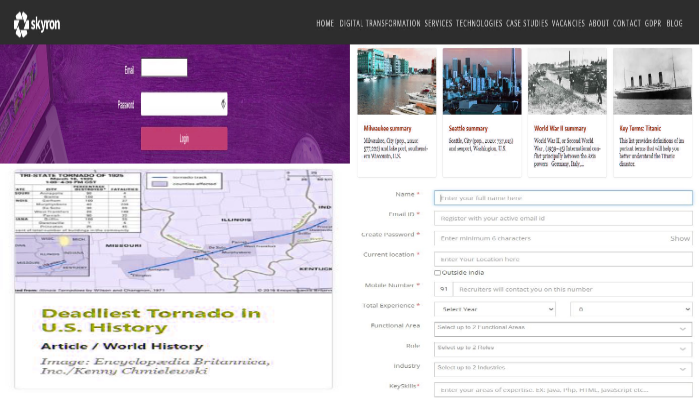 skyron
HOME DIGITAL TRANSFORMATION SERVICES TECHNOLOGIES CASE STUDIES VACANCIES ABOUT CONTACT GDPR BLOG
Email
Password
Login
Milwaukee summary
Milwaukee, City (pop., 2020:
577,222) and lake port, southeast-
ern Wisconsin, U.S.
Seattle summary
Seattle, City (pop., 2020: 737,015)
and seaport, Washington, U.S.
World War II summary
World War II, or Second World
War, (1939–45) International con-
flict principally between the Axis
powers Germany, Italy,
Key Terms: Titanic
This list provides definitions of im-
portant terms that will help you
better understand the Titanic
disaster.
TRI-STATE TORNADO OF 1925
tornado track
counties affected
ILLINOIS
IND
MISSOURI
KENTUCK
Deadliest Tornado in
U.S. History
Article / World History
Image: Encyclopædia Britannica,
Inc./Kenny Chmielewski
Name * Enter your full name here
Email ID * Register with your active email id
Create Password * Enter minimum 6 characters Show
Current location * Enter Your Location here
Outside India
Mobile Number * 91 Recruiters will contact you on this number
Total Experience * Select Year 0
Functional Area Select up to 2 Functional Areas
Role Select up to 2 Roles
Industry Select up to 2 Industries
KeySkills* Enter your areas of expertise: EX: Java, Php, HTML, JavaScript etc...